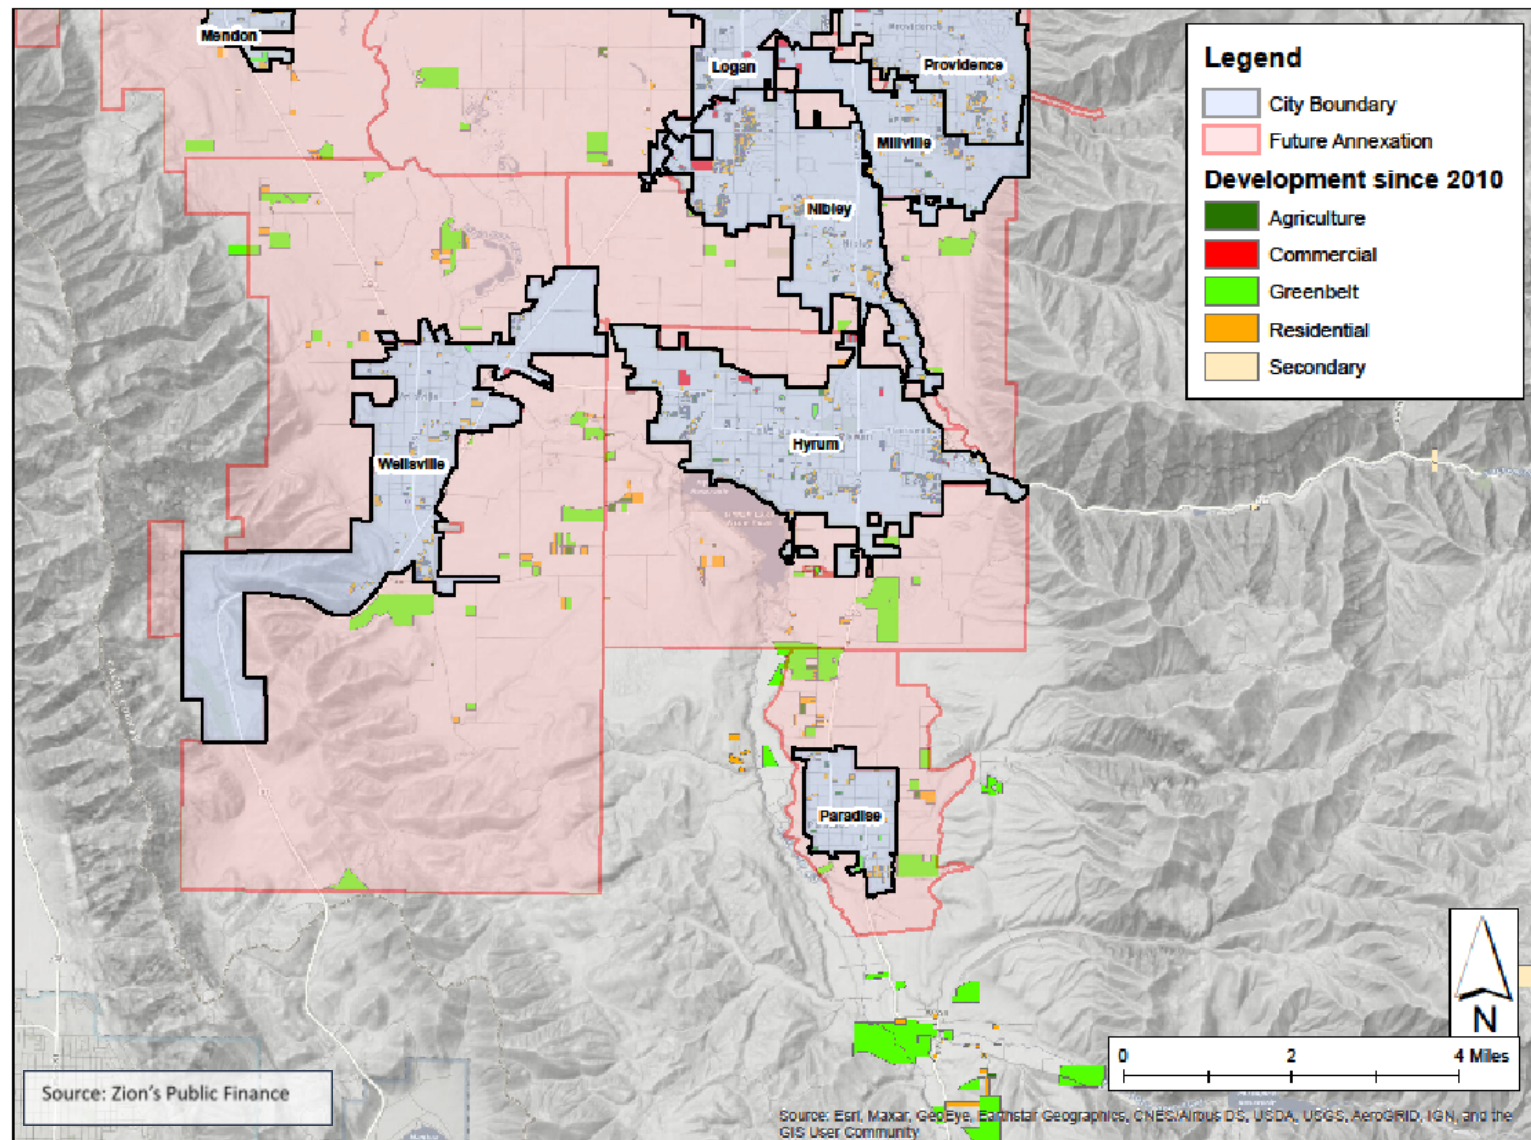 Mendon
Logan
Providence
Providence
Millville
Nibley
Hyrum
Wellsville
Paradise
Legend
City Boundary
Future Annexation
Development since 2010
Agriculture
Commercial
Greenbelt
Residential
Secondary
N
0 2 4 Miles
Source: Zion's Public Finance
Source: Esri, Maxar, GeoEye, Earthstar Geographics, CNES/Airbus DS, USDA, USGS, AeroGRID, IGN, and the
GIS User Community